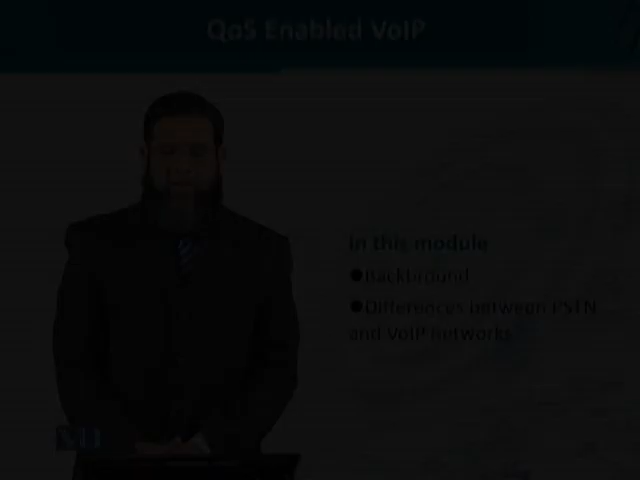 QoS Enabled VoIP
In this module
●Background
●Differences between PSTN
and VoIP networks